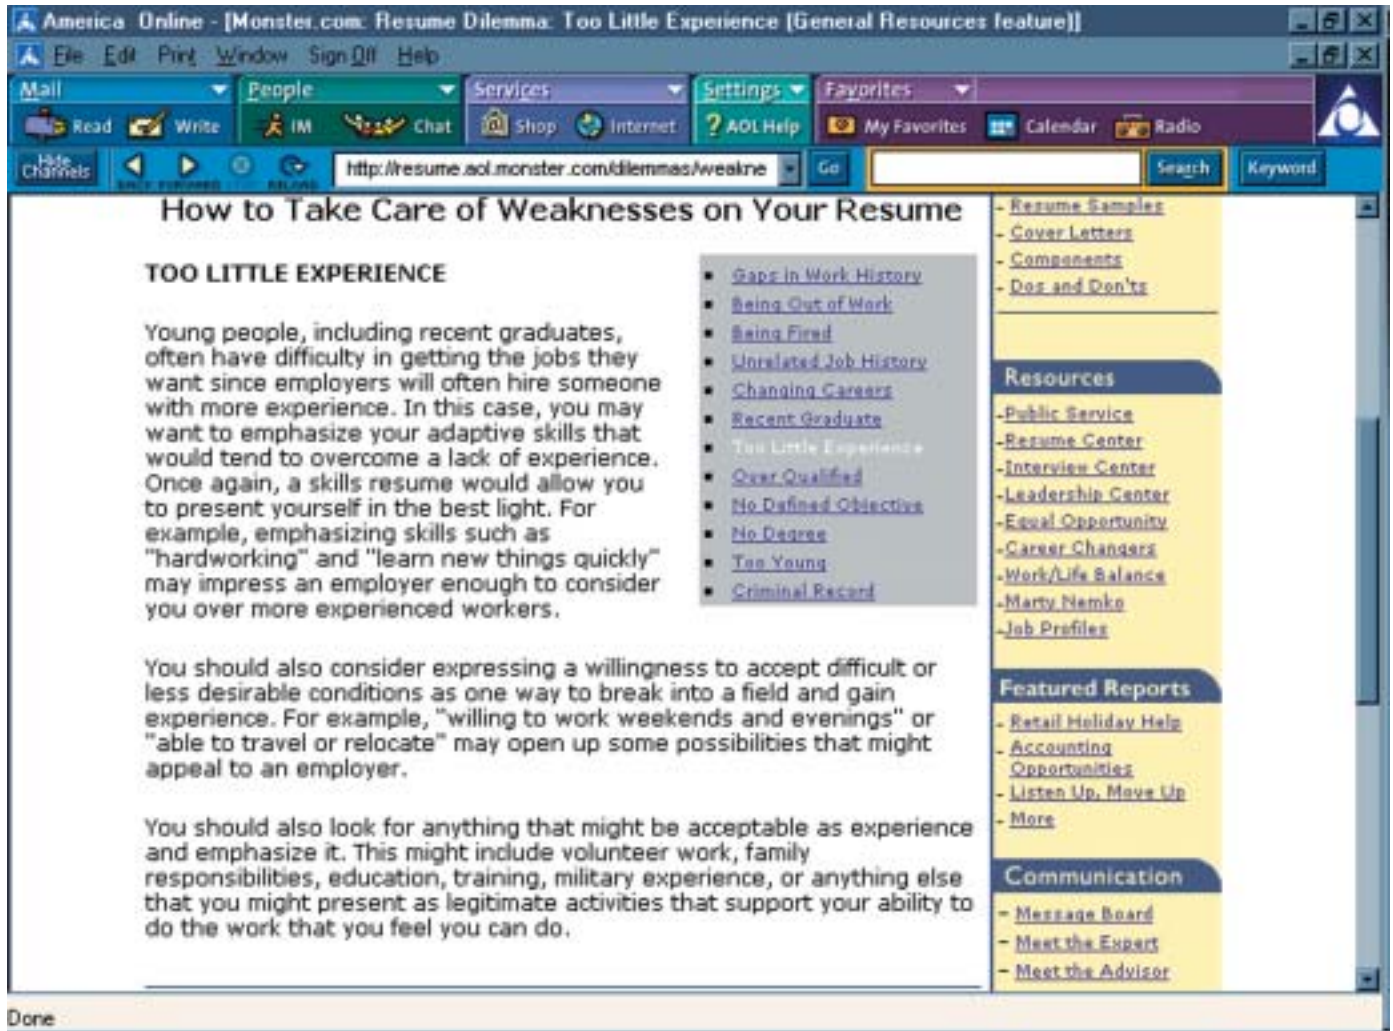 America Online - [Monster.com: Resume Dilemma: Too Little Experience (General Resources feature)]
File Edit Print Window Sign Off Help
Mail People Services Settings Favorites
Read Write IM Chat Shop Internet AOL Help My Favorites Calendar Radio
Hide Channels
BACK FORWARD RELOAD
http://resume.aol.monster.com/dilemmas/weakne Go Search Keyword
How to Take Care of Weaknesses on Your Resume
TOO LITTLE EXPERIENCE
Young people, including recent graduates,
often have difficulty in getting the jobs they
want since employers will often hire someone
with more experience. In this case, you may
want to emphasize your adaptive skills that
would tend to overcome a lack of experience.
Once again, a skills resume would allow you
to present yourself in the best light. For
example, emphasizing skills such as
"hardworking" and "learn new things quickly"
may impress an employer enough to consider
you over more experienced workers.
You should also consider expressing a willingness to accept difficult or
less desirable conditions as one way to break into a field and gain
experience. For example, "willing to work weekends and evenings" or
"able to travel or relocate" may open up some possibilities that might
appeal to an employer.
You should also look for anything that might be acceptable as experience
and emphasize it. This might include volunteer work, family
responsibilities, education, training, military experience, or anything else
that you might present as legitimate activities that support your ability to
do the work that you feel you can do.
Gaps in Work History
Being Out of Work
Being Fired
Unrelated Job History
Changing Careers
Recent Graduate
Too Little Experience
Over Qualified
No Defined Objective
No Degree
Too Young
Criminal Record
- Resume Samples
- Cover Letters
- Components
- Dos and Don'ts
Resources
-Public Service
-Resume Center
-Interview Center
-Leadership Center
-Equal Opportunity
-Career Changers
-Work/Life Balance
-Marty Nemko
-Job Profiles
Featured Reports
- Retail Holiday Help
- Accounting
Opportunities
- Listen Up, Move Up
- More
Communication
- Message Board
- Meet the Expert
- Meet the Advisor
Done